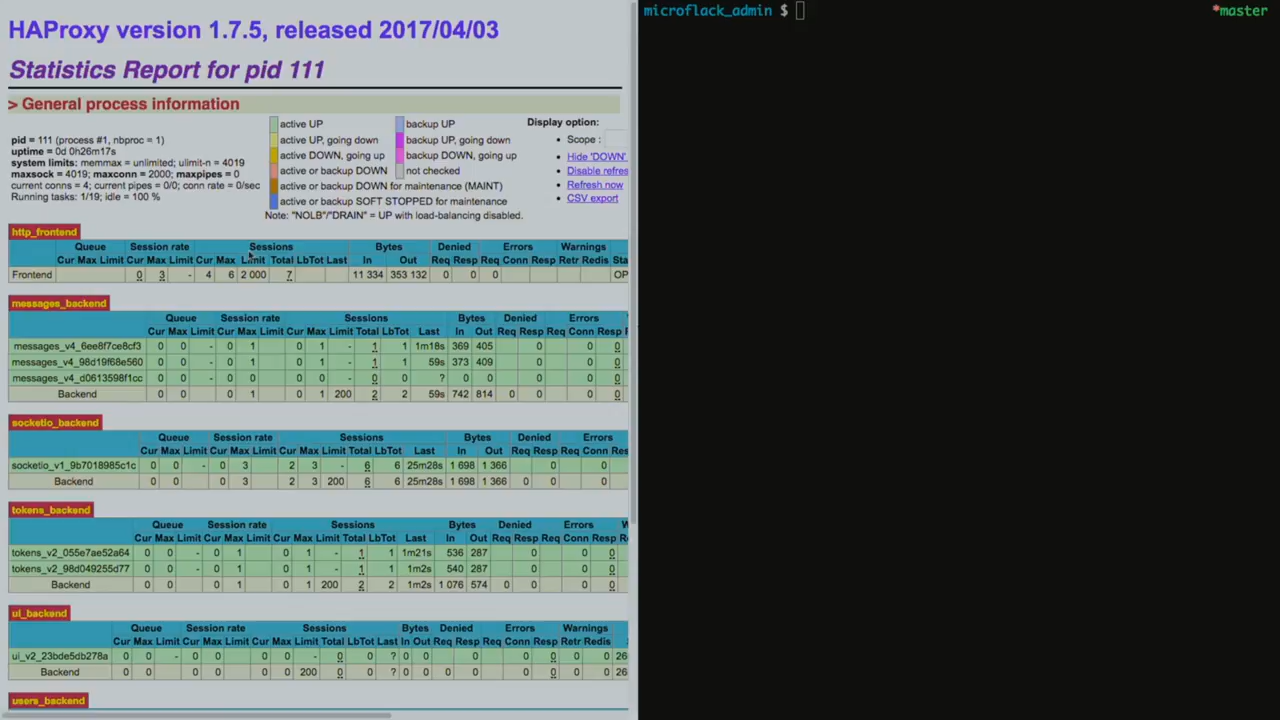 HAProxy version 1.7.5, released 2017/04/03
Statistics Report for pid 111
> General process information
pid = 111 (process #1, nbproc = 1)
uptime = 0d 0h26m17s
system limits: memmax = unlimited; ulimit-n = 4019
maxsock = 4019; maxconn = 2000; maxpipes = 0
current conns = 4; current pipes = 0/0; conn rate = 0/sec
Running tasks: 1/19; idle = 100 %
active UP
backup UP
active UP, going down
backup UP, going down
active DOWN, going up
backup DOWN, going up
active or backup DOWN
not checked
active or backup DOWN for maintenance (MAINT)
active or backup SOFT STOPPED for maintenance
Note: "NOLB"/"DRAIN" = UP with load-balancing disabled.
Display option:
Scope :
Hide 'DOWN'
Disable refres
Refresh now
CSV export
http_frontend
Queue Session rate Sessions Bytes Denied Errors Warnings
Cur Max Limit Cur Max Limit Cur Max Limit Total LbTot Last In Out Req Resp Req Conn Resp Retr Redis Sta
Frontend 0 3 - 4 6 2 000 7 11 334 353 132 0 0 0 OP
messages_backend
Queue Session rate Sessions Bytes Denied Errors
Cur Max Limit Cur Max Limit Cur Max Limit Total LbTot Last In Out Req Resp Req Conn Resp
messages_v4_6ee8f7ce8cf3 0 0 - 0 1 0 1 - 1 1 1m18s 369 405 0 0 0
messages_v4_98d19f68e560 0 0 - 0 1 0 1 - 1 1 59s 373 409 0 0 0
messages_v4_d0613598f1cc 0 0 - 0 0 0 0 - 0 0 ? 0 0 0 0 0
Backend 0 0 0 1 0 1 200 2 2 59s 742 814 0 0 0 0
socketio_backend
Queue Session rate Sessions Bytes Denied Errors
Cur Max Limit Cur Max Limit Cur Max Limit Total LbTot Last In Out Req Resp Req Conn
socketio_v1_9b7018985c1c 0 0 - 0 3 2 3 - 6 6 25m28s 1 698 1 366 0 0
Backend 0 0 0 3 2 3 200 6 6 25m28s 1 698 1 366 0 0 0
tokens_backend
Queue Session rate Sessions Bytes Denied Errors W
Cur Max Limit Cur Max Limit Cur Max Limit Total LbTot Last In Out Req Resp Req Conn Resp
tokens_v2_055e7ae52a64 0 0 - 0 1 0 1 - 1 1 1m21s 536 287 0 0 0
tokens_v2_98d049255d77 0 0 - 0 1 0 1 - 1 1 1m2s 540 287 0 0 0
Backend 0 0 0 1 0 1 200 2 2 1m2s 1 076 574 0 0 0 0
ui_backend
Queue Session rate Sessions Bytes Denied Errors Warnings
Cur Max Limit Cur Max Limit Cur Max Limit Total LbTot Last In Out Req Resp Req Conn Resp Retr Redis
ui_v2_23bde5db278a 0 0 - 0 0 0 0 - 0 0 ? 0 0 0 0 0 0 0 26
Backend 0 0 0 0 0 0 200 0 0 ? 0 0 0 0 0 0 0 0 26
users_backend
microflack_admin $
*master